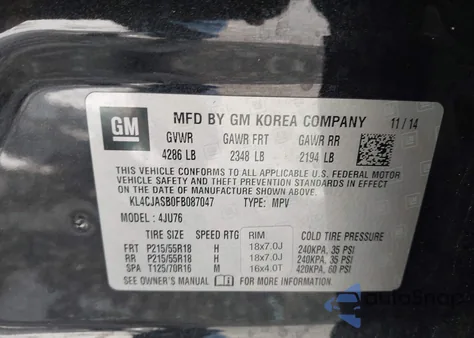 GM
MFD BY GM KOREA COMPANY
11/14
GVWR GAWR FRT GAWR RR
4286 LB 2348 LB 2194 LB
THIS VEHICLE CONFORMS TO ALL APPLICABLE U.S. FEDERAL MOTOR
VEHICLE SAFETY AND THEFT PREVENTION STANDARDS IN EFFECT ON
THE DATE OF MANUFACTURE SHOWN ABOVE.
KL4CJASB0FB087047 TYPE: MPV
MODEL: 4JU76
TIRE SIZE SPEED RTG RIM COLD TIRE PRESSURE
FRT P215/55R18 H 18x7.0J 240KPA, 35 PSI
RR P215/55R18 H 18x7.0J 240KPA, 35 PSI
SPA T125/70R16 M 16x4.0T 420KPA, 60 PSI
SEE OWNER'S MANUAL FOR MORE INFORMATION.
autoSnap